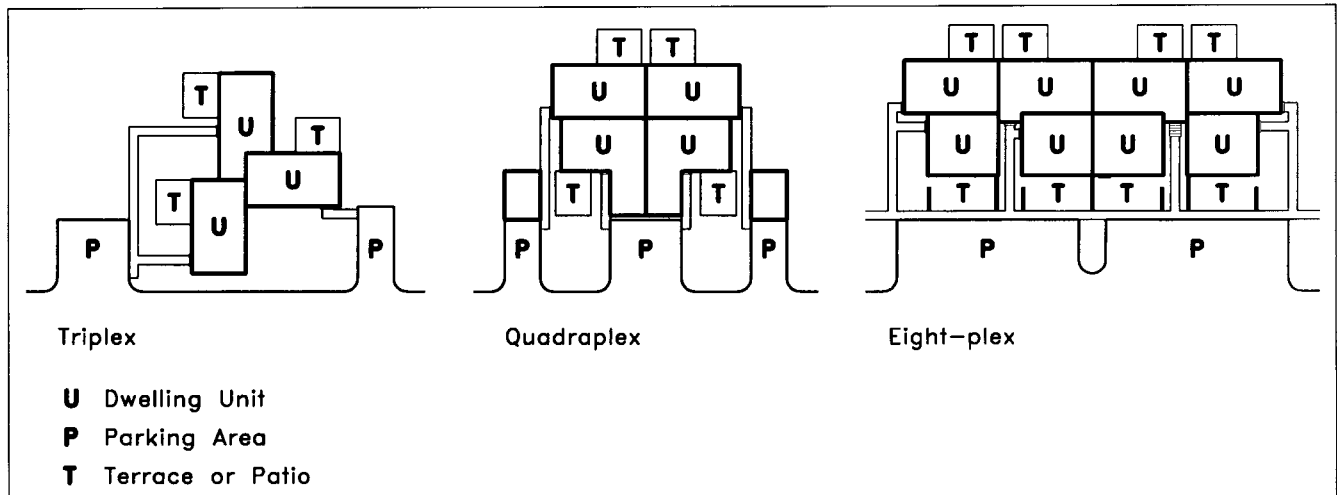 T T T T T T
T U U U U U U U
T U U U U U U U
T U T T T T T T
P P P P P P P
Triplex Quadraplex Eight-plex
U Dwelling Unit
P Parking Area
T Terrace or Patio